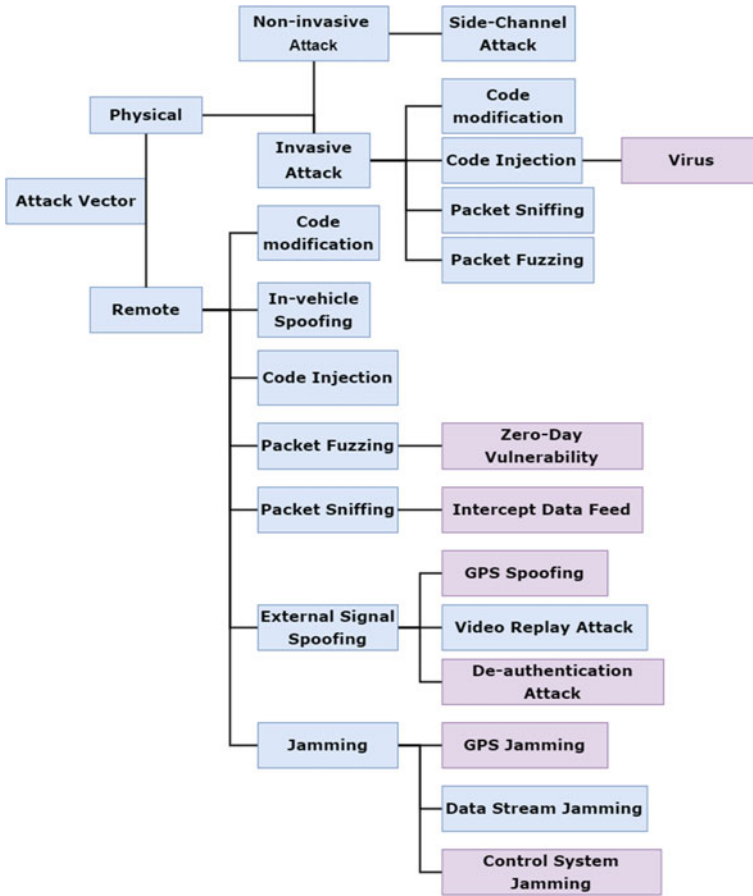 Non-invasive
Attack
Side-Channel
Attack
Physical
Code
modification
Invasive
Attack
Code Injection
Virus
Attack Vector
Packet Sniffing
Code
modification
Packet Fuzzing
Remote
In-vehicle
Spoofing
Code Injection
Packet Fuzzing
Zero-Day
Vulnerability
Packet Sniffing
Intercept Data Feed
GPS Spoofing
External Signal
Spoofing
Video Replay Attack
De-authentication
Attack
Jamming
GPS Jamming
Data Stream Jamming
Control System
Jamming